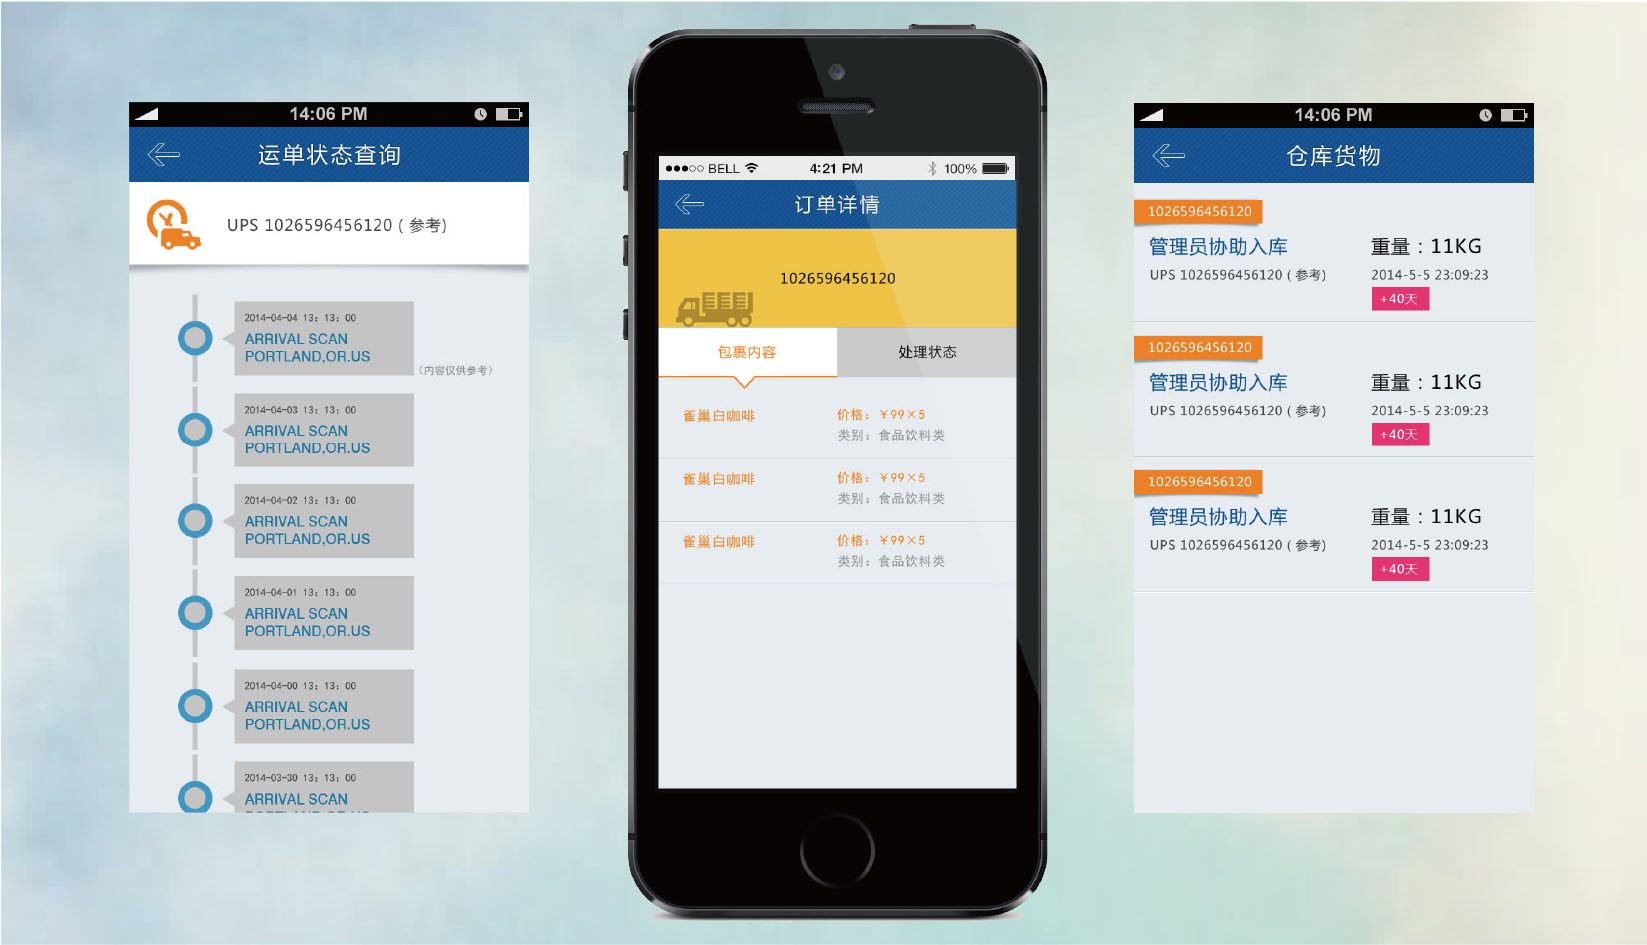 14:06 PM
运单状态查询
UPS 1026596456120 ( 参考)
2014-04-04 13：13：00
ARRIVAL SCAN
PORTLAND,OR.US
（内容仅供参考）
2014-04-03 13：13：00
ARRIVAL SCAN
PORTLAND,OR.US
2014-04-02 13：13：00
ARRIVAL SCAN
PORTLAND,OR.US
2014-04-01 13：13：00
ARRIVAL SCAN
PORTLAND,OR.US
2014-04-00 13：13：00
ARRIVAL SCAN
PORTLAND,OR.US
2014-03-30 13：13：00
ARRIVAL SCAN
BELL 4:21 PM 100%
订单详情
1026596456120
包裹内容 处理状态
雀巢白咖啡 价格：￥99×5
类别：食品饮料类
雀巢白咖啡 价格：￥99×5
类别：食品饮料类
雀巢白咖啡 价格：￥99×5
类别：食品饮料类
14:06 PM
仓库货物
1026596456120
管理员协助入库 重量：11KG
UPS 1026596456120 ( 参考) 2014-5-5 23:09:23
+40天
1026596456120
管理员协助入库 重量：11KG
UPS 1026596456120 ( 参考) 2014-5-5 23:09:23
+40天
1026596456120
管理员协助入库 重量：11KG
UPS 1026596456120 ( 参考) 2014-5-5 23:09:23
+40天